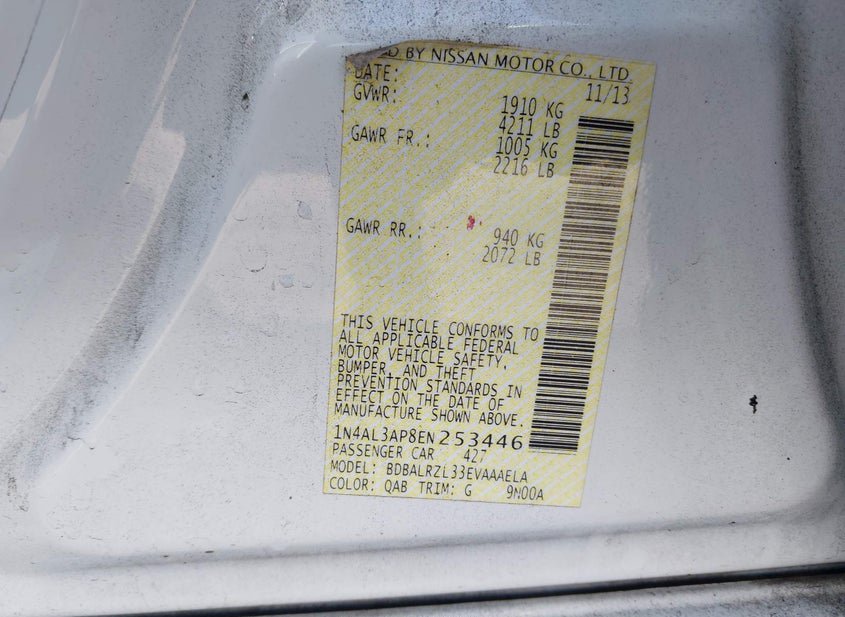 BY NISSAN MOTOR CO., LTD.
DATE: 11/13
GVWR: 1910 KG
4211 LB
GAWR FR.: 1005 KG
2216 LB
GAWR RR.: 940 KG
2072 LB
THIS VEHICLE CONFORMS TO
ALL APPLICABLE FEDERAL
MOTOR VEHICLE SAFETY,
BUMPER, AND THEFT
PREVENTION STANDARDS IN
EFFECT ON THE DATE OF
MANUFACTURE SHOWN ABOVE.
1N4AL3AP8EN253446
PASSENGER CAR 427
MODEL: BDBALRZL33EVAAAELA
COLOR: QAB TRIM: G 9N00A